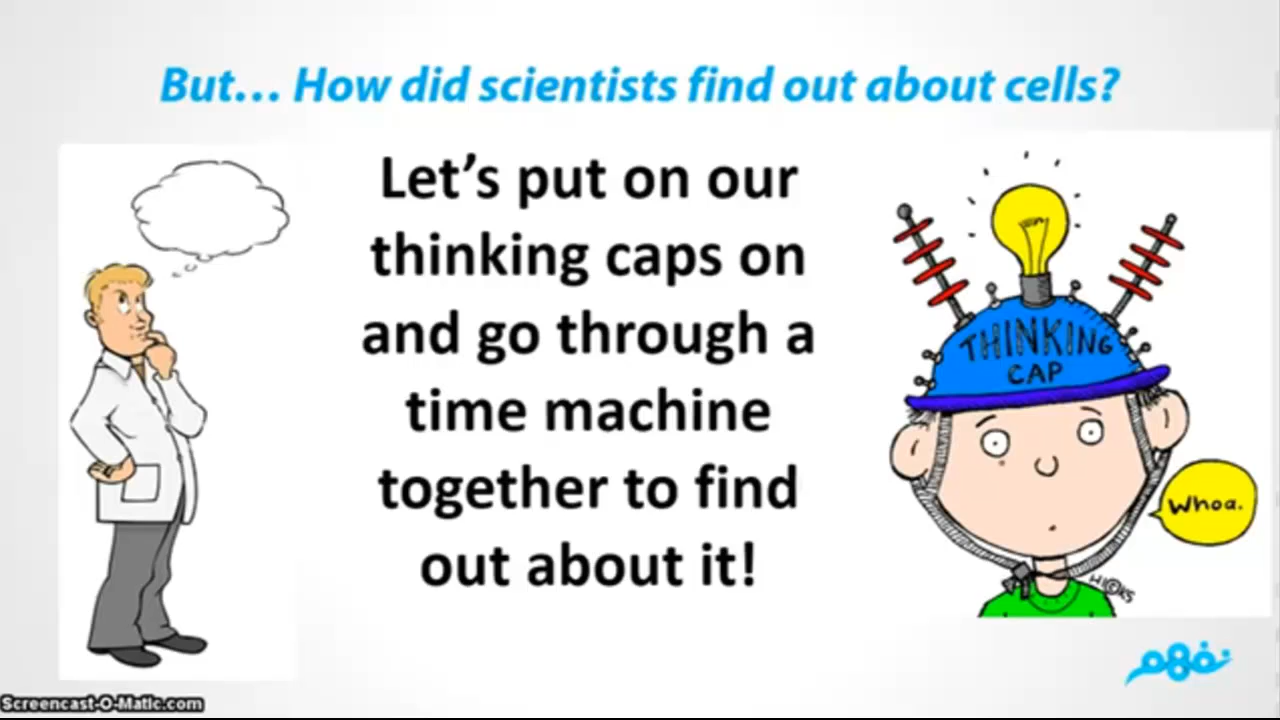 But... How did scientists find out about cells?
Let's put on our
thinking caps on
and go through a
time machine
together to find
out about it!
THINKING
CAP
Whoa.
HICKS
نفهم
Screencast-O-Matic.com